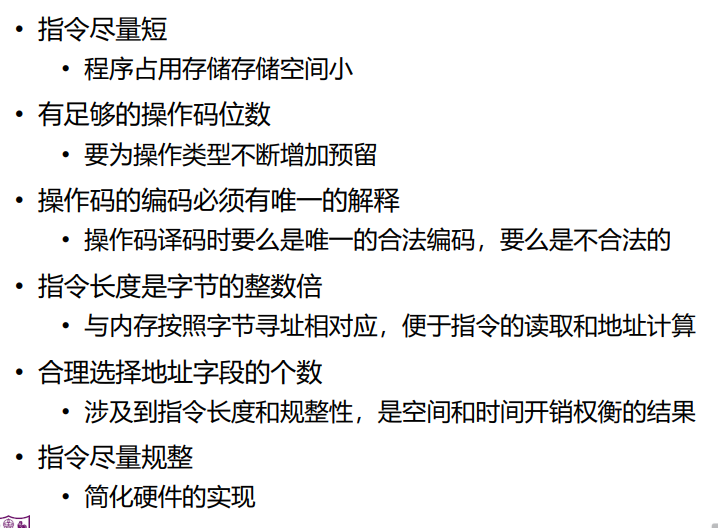 • 指令尽量短
• 程序占用存储存储空间小
• 有足够的操作码位数
• 要为操作类型不断增加预留
• 操作码的编码必须有唯一的解释
• 操作码译码时要么是唯一的合法编码，要么是不合法的
• 指令长度是字节的整数倍
• 与内存按照字节寻址相对应，便于指令的读取和地址计算
• 合理选择地址字段的个数
• 涉及到指令长度和规整性，是空间和时间开销权衡的结果
• 指令尽量规整
• 简化硬件的实现